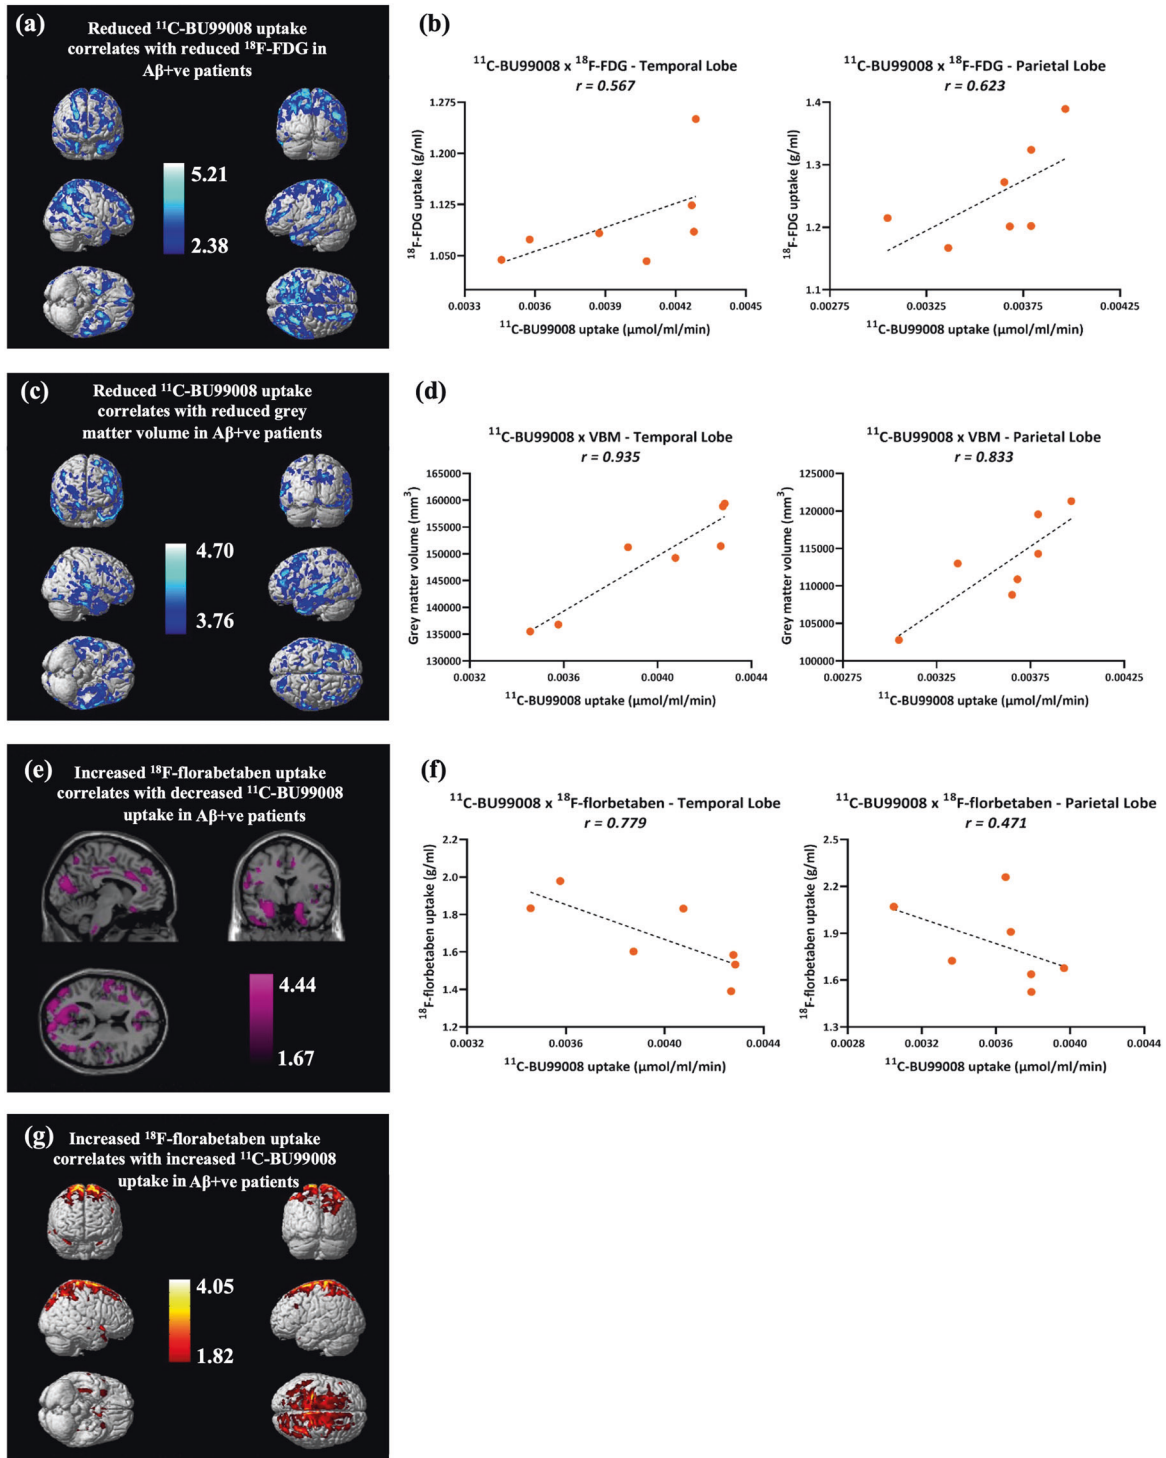 (a)
Reduced ¹¹C-BU99008 uptake
correlates with reduced ¹⁸F-FDG in
Aβ+ve patients
5.21
2.38
(b)
¹¹C-BU99008 x ¹⁸F-FDG - Temporal Lobe
r = 0.567
¹⁸F-FDG uptake (g/ml)
1.275
1.200
1.125
1.050
0.0033 0.0036 0.0039 0.0042 0.0045
¹¹C-BU99008 uptake (μmol/ml/min)
¹¹C-BU99008 x ¹⁸F-FDG - Parietal Lobe
r = 0.623
¹⁸F-FDG uptake (g/ml)
1.4
1.3
1.2
1.1
0.00275 0.00325 0.00375 0.00425
¹¹C-BU99008 uptake (μmol/ml/min)
(c)
Reduced ¹¹C-BU99008 uptake
correlates with reduced grey
matter volume in Aβ+ve patients
4.70
3.76
(d)
¹¹C-BU99008 x VBM - Temporal Lobe
r = 0.935
Grey matter volume (mm³)
165000
160000
155000
150000
145000
140000
135000
130000
0.0032 0.0036 0.0040 0.0044
¹¹C-BU99008 uptake (μmol/ml/min)
¹¹C-BU99008 x VBM - Parietal Lobe
r = 0.833
Grey matter volume (mm³)
125000
120000
115000
110000
105000
100000
0.00275 0.00325 0.00375 0.00425
¹¹C-BU99008 uptake (μmol/ml/min)
(e)
Increased ¹⁸F-florabetaben uptake
correlates with decreased ¹¹C-BU99008
uptake in Aβ+ve patients
4.44
1.67
(f)
¹¹C-BU99008 x ¹⁸F-florbetaben - Temporal Lobe
r = 0.779
¹⁸F-florbetaben uptake (g/ml)
2.2
2.0
1.8
1.6
1.4
1.2
0.0032 0.0036 0.0040 0.0044
¹¹C-BU99008 uptake (μmol/ml/min)
¹¹C-BU99008 x ¹⁸F-florbetaben - Parietal Lobe
r = 0.471
¹⁸F-florbetaben uptake (g/ml)
2.5
2.2
1.9
1.6
1.3
0.0028 0.0032 0.0036 0.0040 0.0044
¹¹C-BU99008 uptake (μmol/ml/min)
(g)
Increased ¹⁸F-florabetaben uptake
correlates with increased ¹¹C-BU99008
uptake in Aβ+ve patients
4.05
1.82